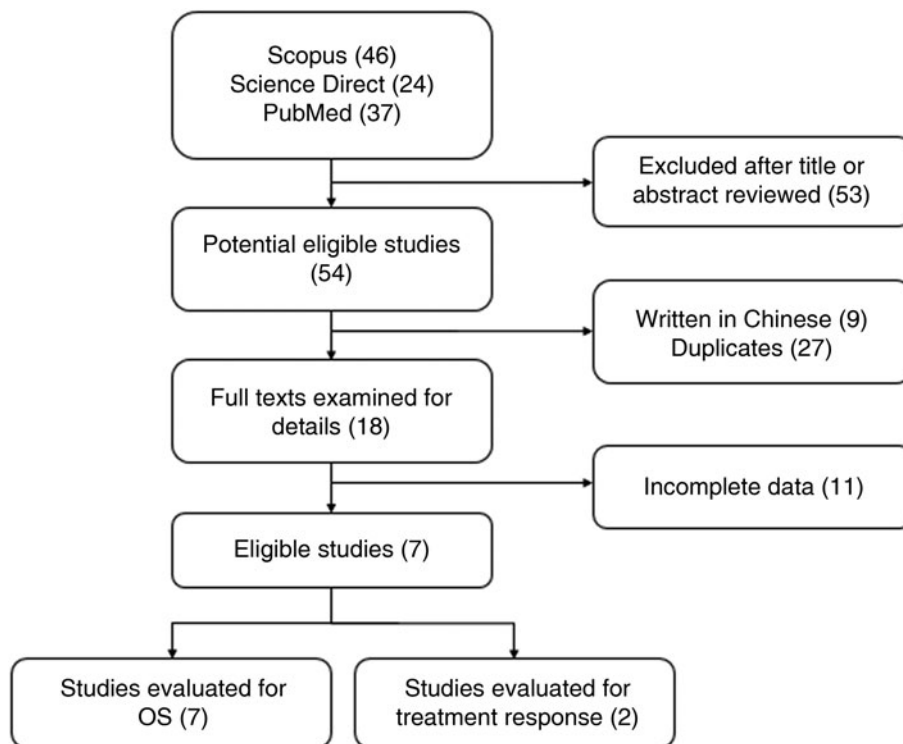 Scopus (46)
Science Direct (24)
PubMed (37)
Excluded after title or
abstract reviewed (53)
Potential eligible studies
(54)
Written in Chinese (9)
Duplicates (27)
Full texts examined for
details (18)
Incomplete data (11)
Eligible studies (7)
Studies evaluated for
OS (7)
Studies evaluated for
treatment response (2)